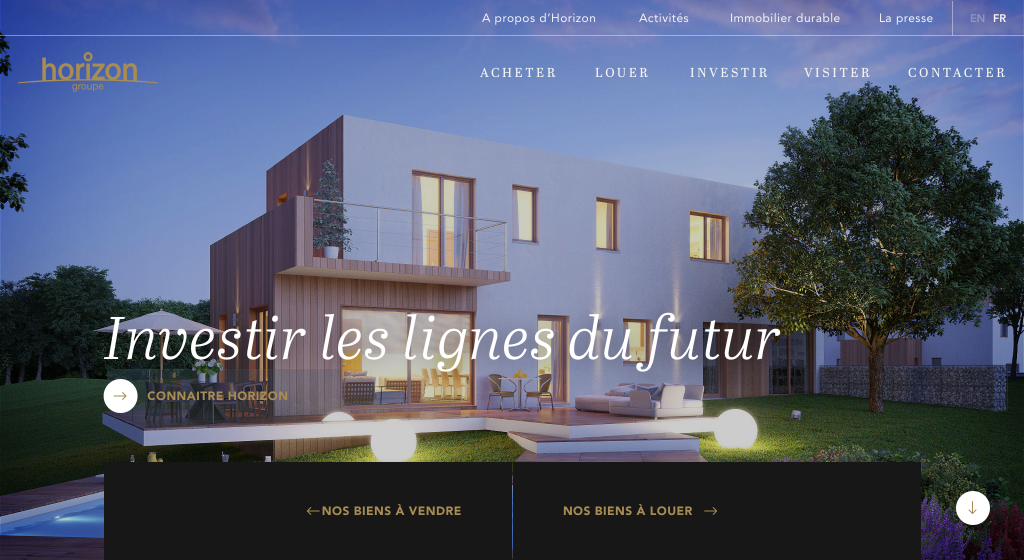 A propos d’Horizon Activités Immobilier durable La presse EN FR
horizon
groupe
ACHETER LOUER INVESTIR VISITER CONTACTER
Investir les lignes du futur
CONNAITRE HORIZON
NOS BIENS À VENDRE
NOS BIENS À LOUER